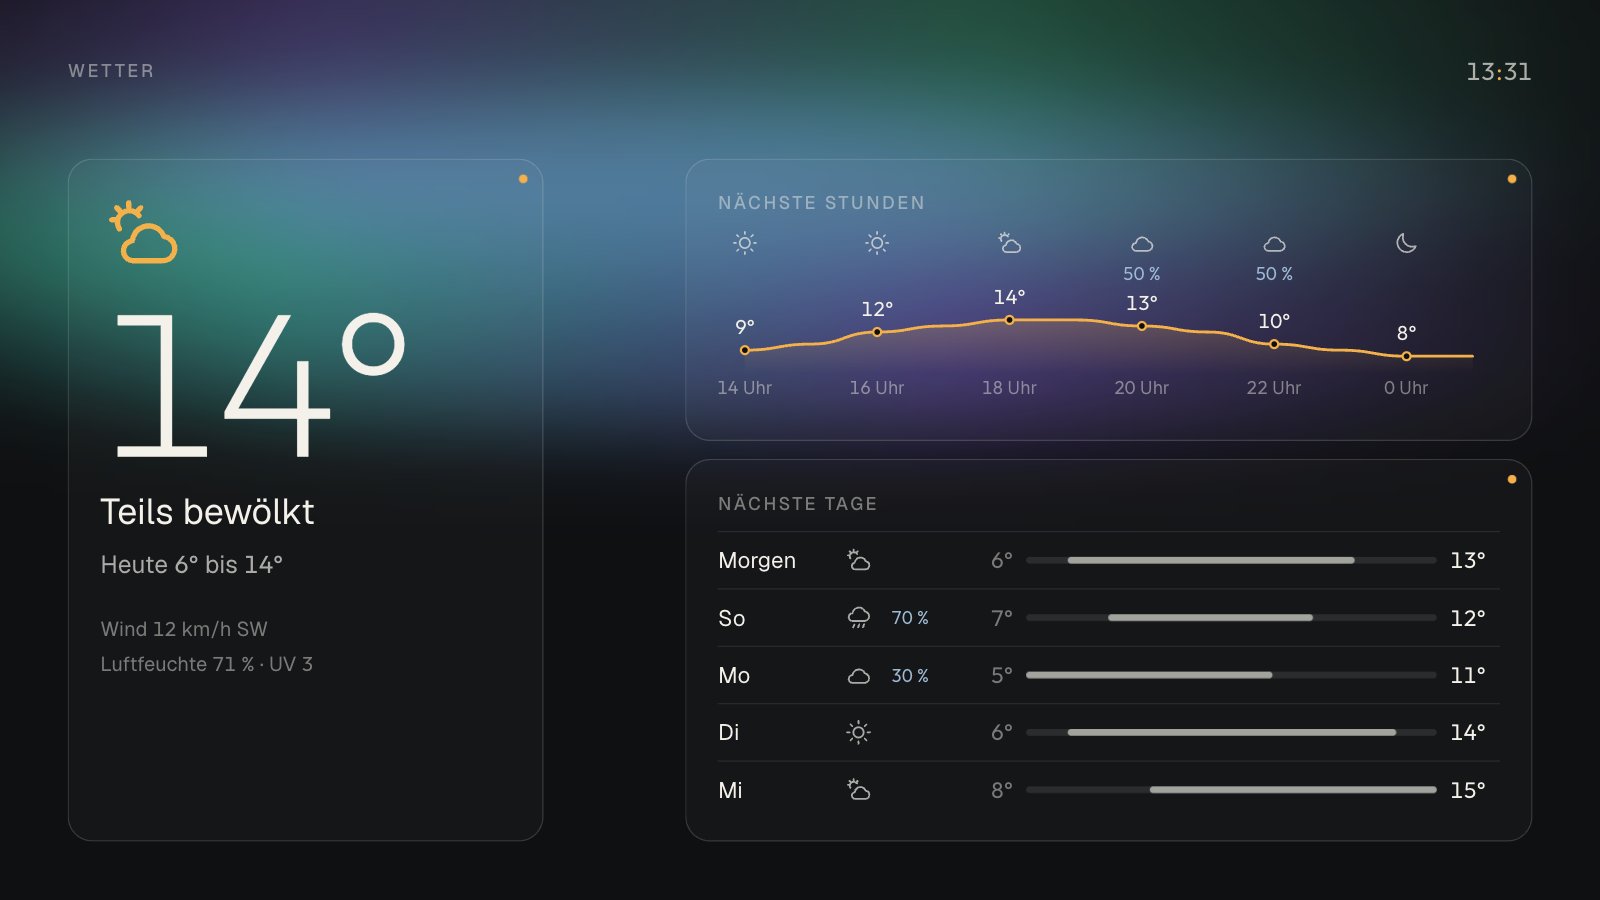 WETTER
13:31
14°
Teils bewölkt
Heute 6° bis 14°
Wind 12 km/h SW
Luftfeuchte 71 % · UV 3
NÄCHSTE STUNDEN
50 % 50 %
9° 12° 14° 13° 10° 8°
14 Uhr 16 Uhr 18 Uhr 20 Uhr 22 Uhr 0 Uhr
NÄCHSTE TAGE
Morgen 6° 13°
So 70 % 7° 12°
Mo 30 % 5° 11°
Di 6° 14°
Mi 8° 15°